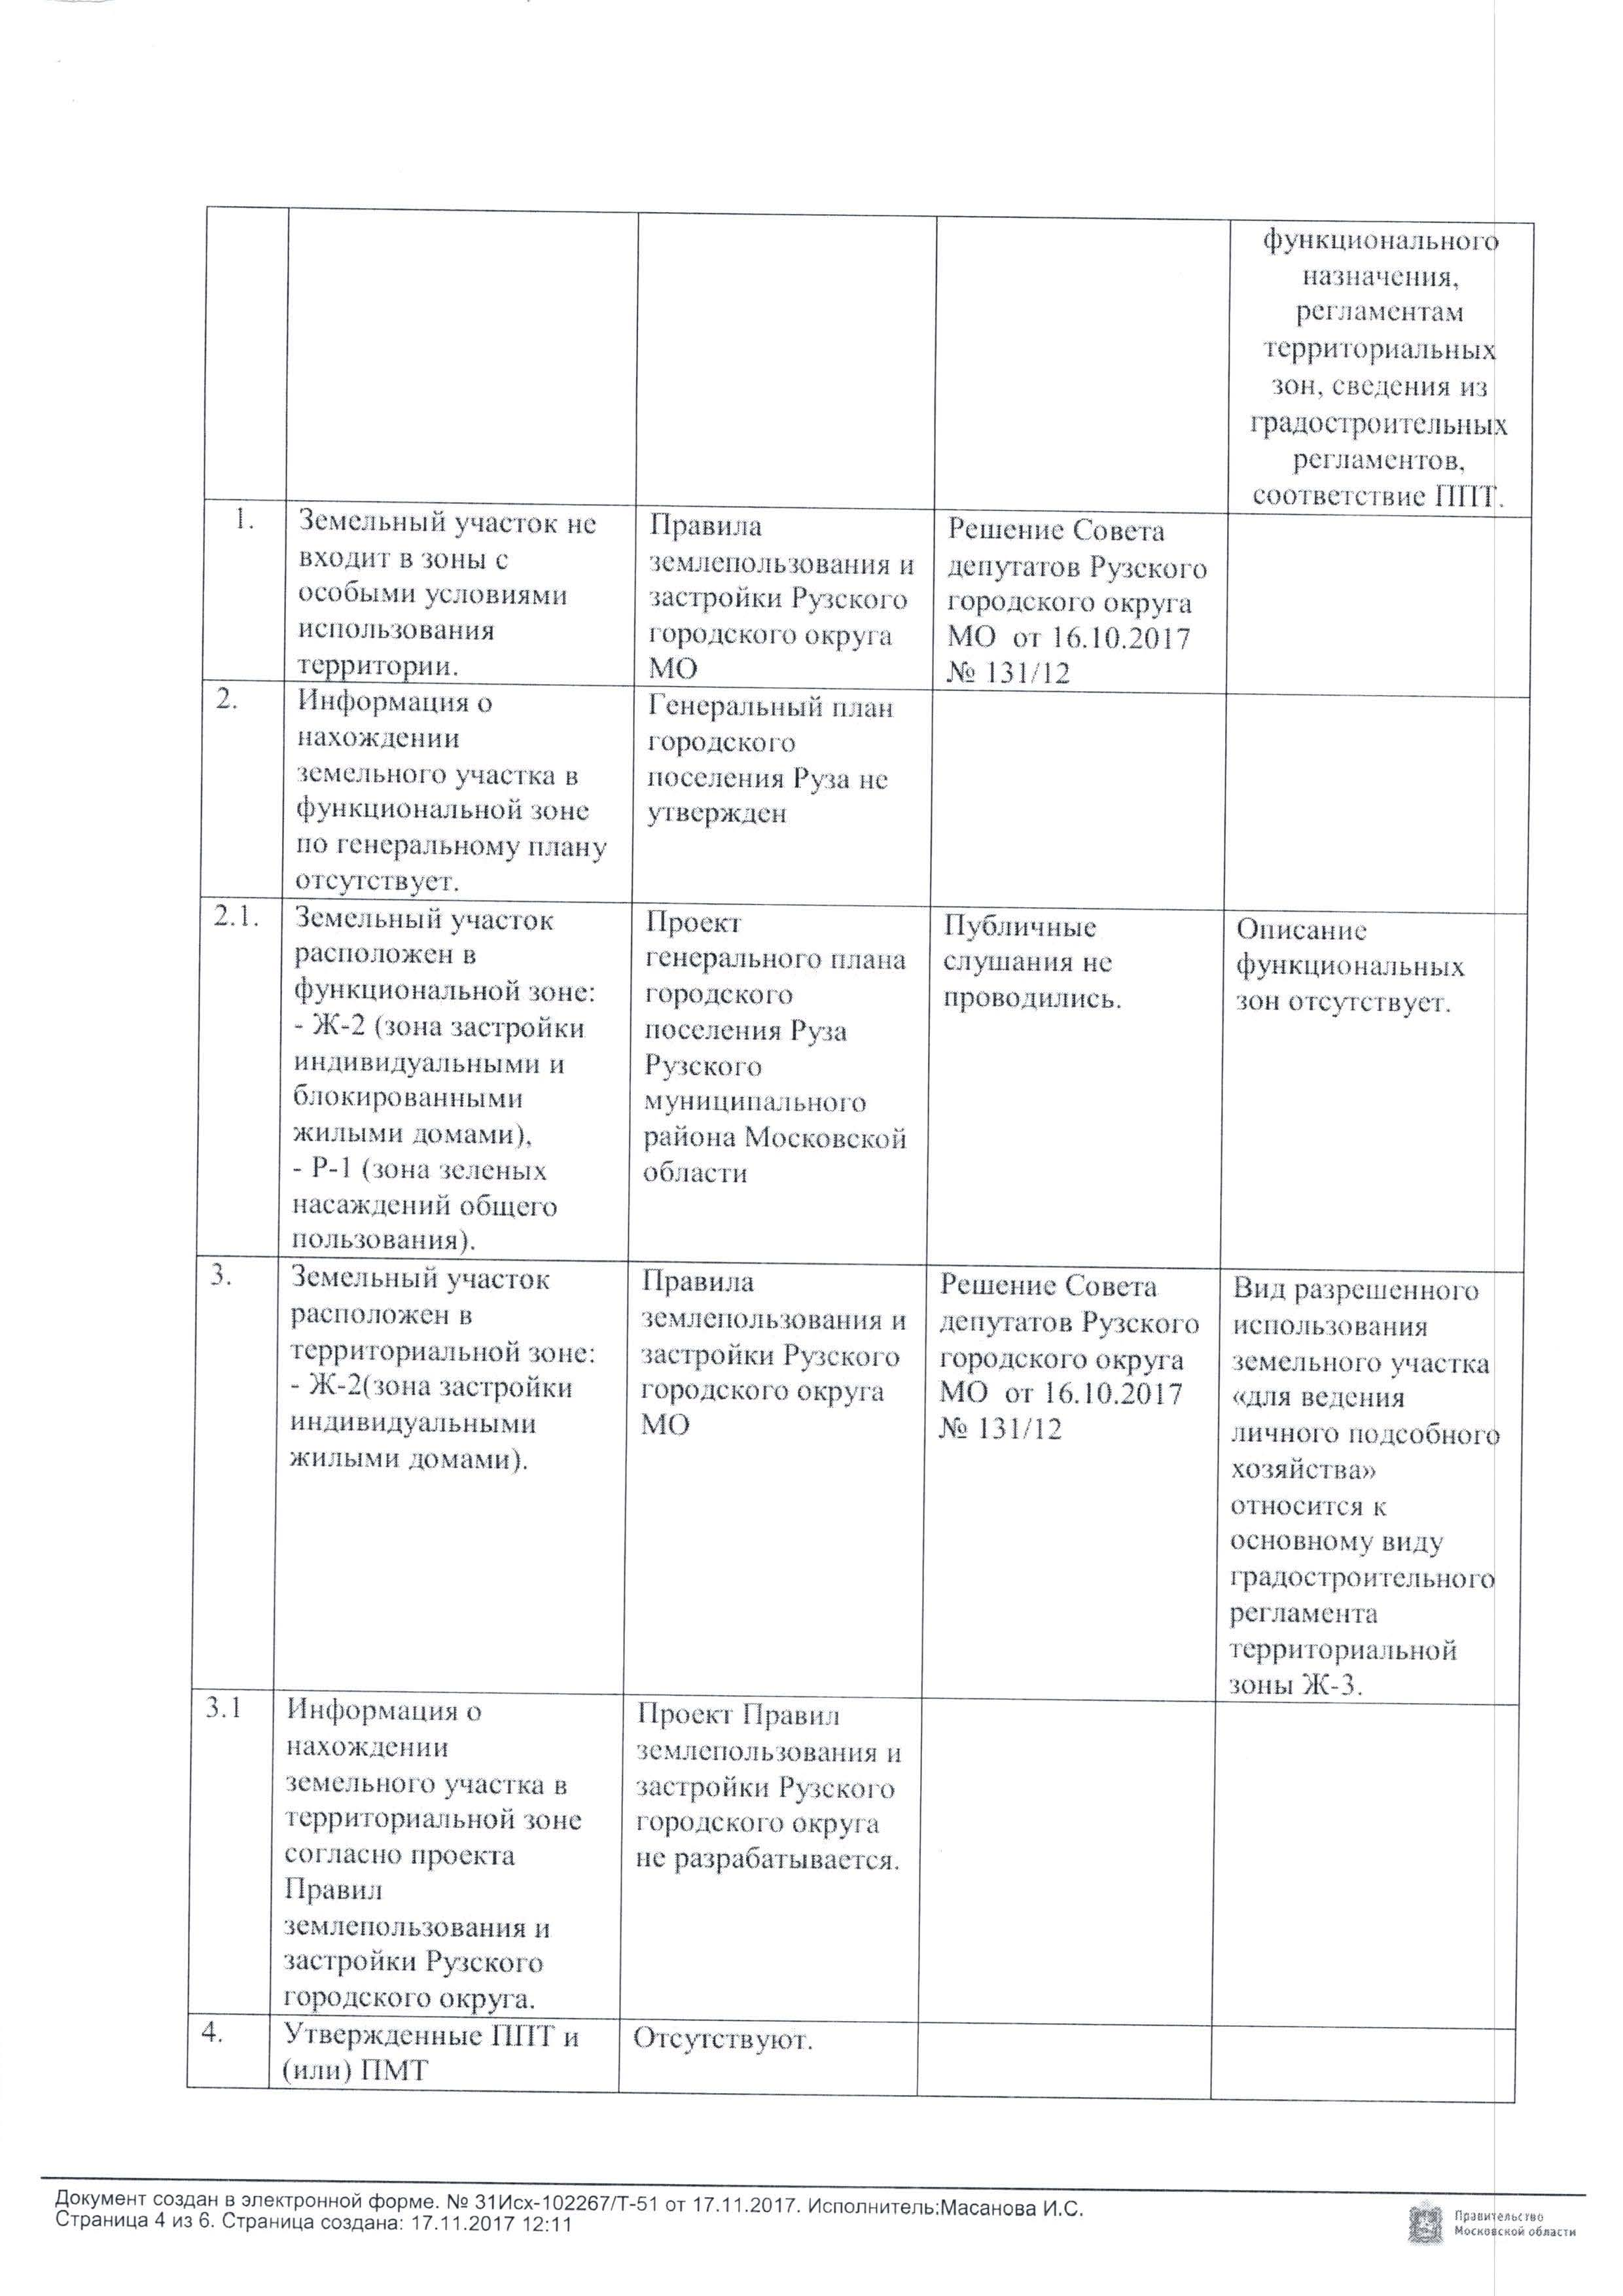 функционального
назначения,
регламентам
территориальных
зон, сведения из
градостроительных
регламентов,
соответствие ППТ.
1.
Земельный участок не
входит в зоны с
особыми условиями
использования
территории.
Правила
землепользования и
застройки Рузского
городского округа
МО
Решение Совета
депутатов Рузского
городского округа
МО от 16.10.2017
№ 131/12
2.
Информация о
нахождении
земельного участка в
функциональной зоне
по генеральному плану
отсутствует.
Генеральный план
городского
поселения Руза не
утвержден
2.1.
Земельный участок
расположен в
функциональной зоне:
- Ж-2 (зона застройки
индивидуальными и
блокированными
жилыми домами),
- Р-1 (зона зеленых
насаждений общего
пользования).
Проект
генерального плана
городского
поселения Руза
Рузского
муниципального
района Московской
области
Публичные
слушания не
проводились.
Описание
функциональных
зон отсутствует.
3.
Земельный участок
расположен в
территориальной зоне:
- Ж-2(зона застройки
индивидуальными
жилыми домами).
Правила
землепользования и
застройки Рузского
городского округа
МО
Решение Совета
депутатов Рузского
городского округа
МО от 16.10.2017
№ 131/12
Вид разрешенного
использования
земельного участка
«для ведения
личного подсобного
хозяйства»
относится к
основному виду
градостроительного
регламента
территориальной
зоны Ж-3.
3.1
Информация о
нахождении
земельного участка в
территориальной зоне
согласно проекта
Правил
землепользования и
застройки Рузского
городского округа.
Проект Правил
землепользования и
застройки Рузского
городского округа
не разрабатывается.
4.
Утвержденные ППТ и
(или) ПМТ
Отсутствуют.
Документ создан в электронной форме. № 31Исх-102267/Т-51 от 17.11.2017. Исполнитель:Масанова И.С.
Страница 4 из 6. Страница создана: 17.11.2017 12:11
Правительство
Московской области